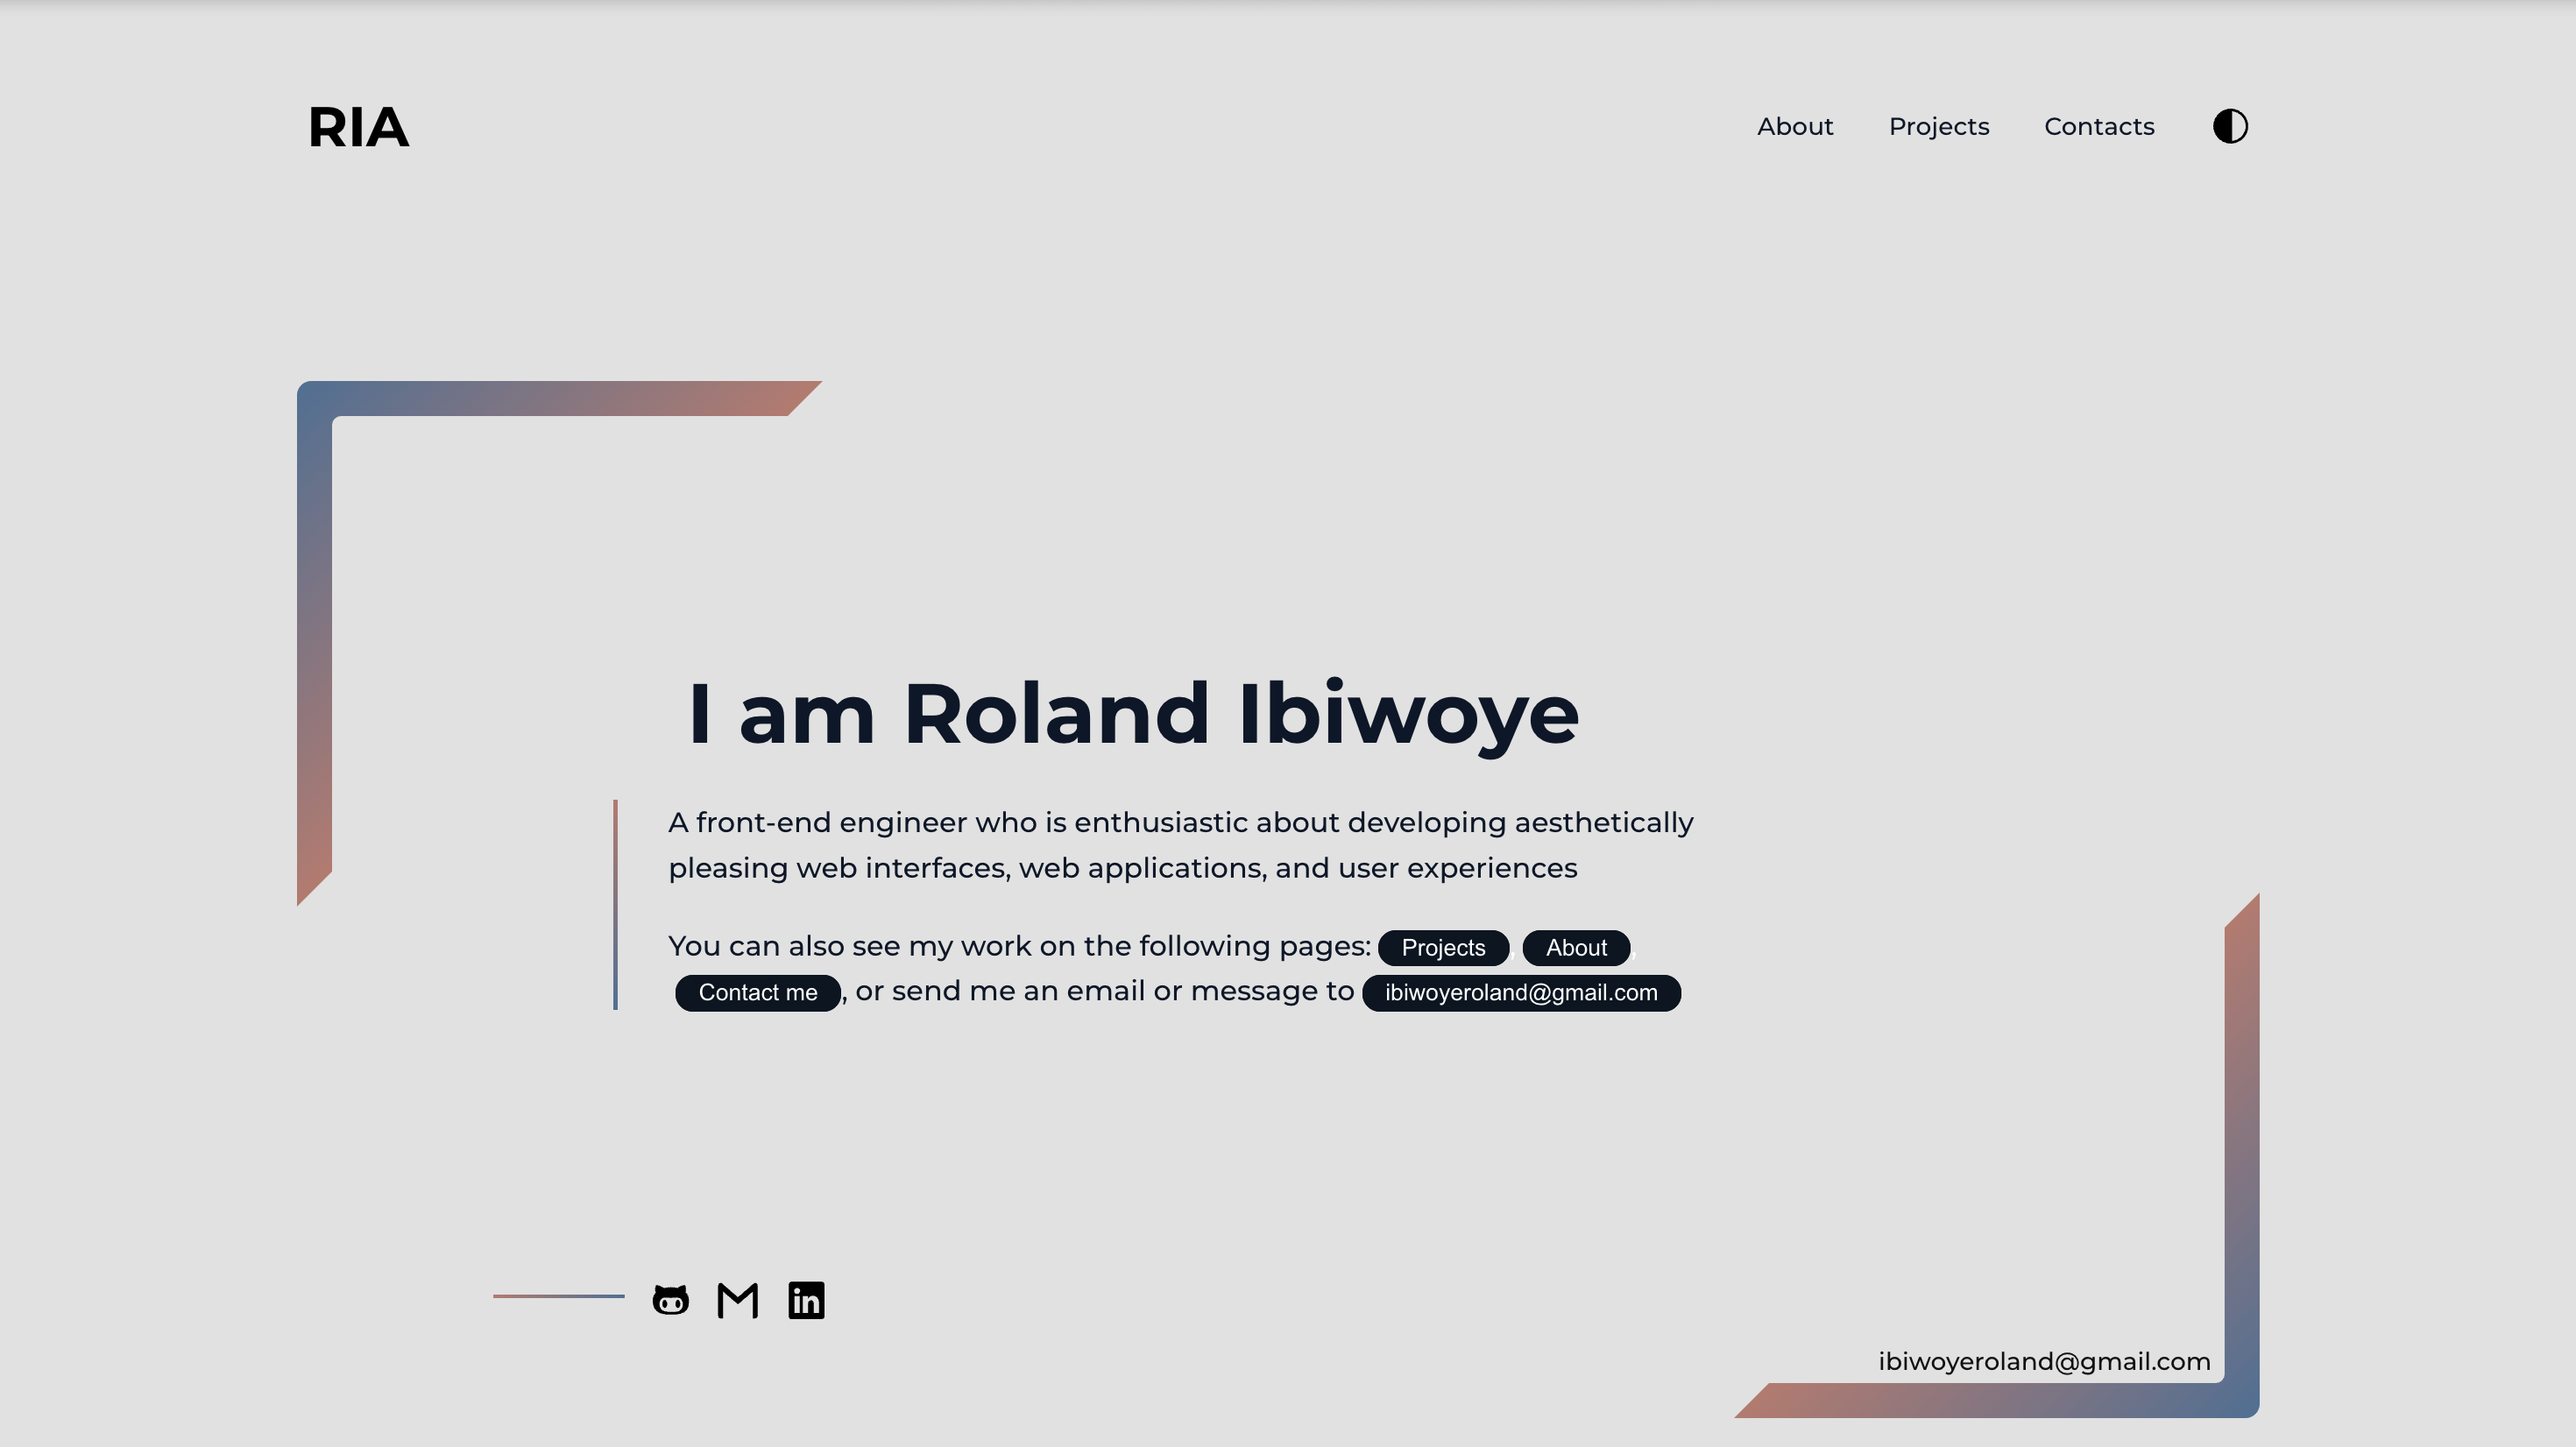 RIA
About Projects Contacts
I am Roland Ibiwoye
A front-end engineer who is enthusiastic about developing aesthetically
pleasing web interfaces, web applications, and user experiences
You can also see my work on the following pages: Projects , About ,
Contact me , or send me an email or message to ibiwoyeroland@gmail.com
in
ibiwoyeroland@gmail.com